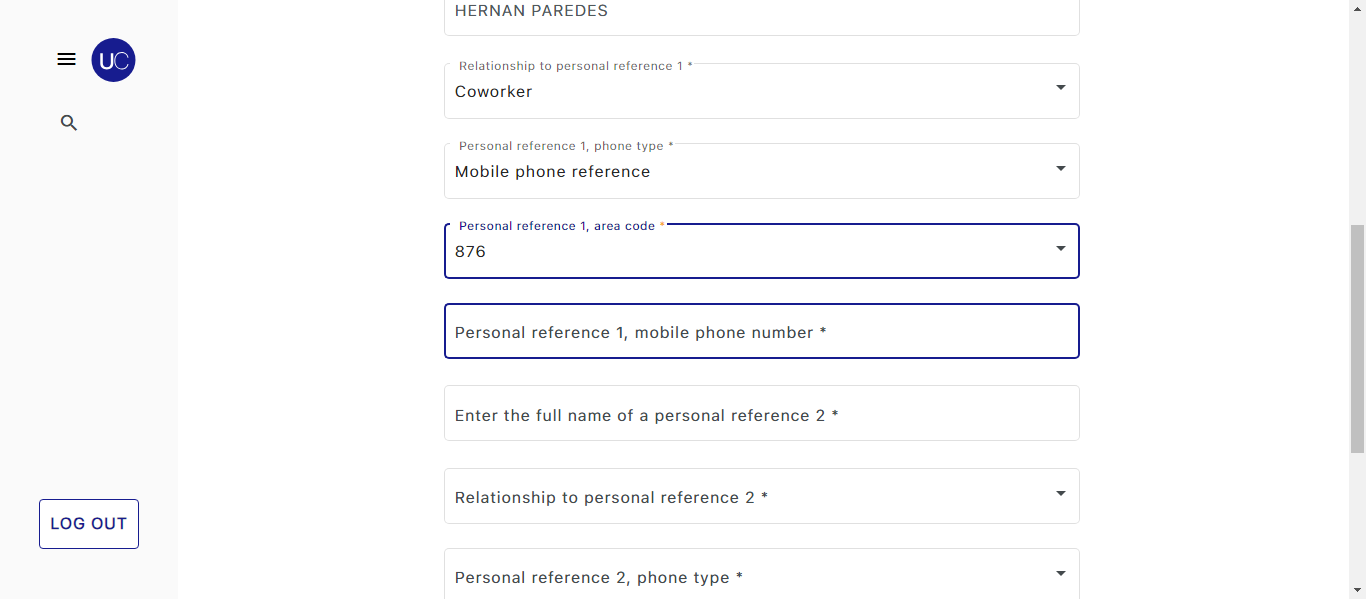 HERNAN PAREDES
UC
Relationship to personal reference 1 *
Coworker
Personal reference 1, phone type *
Mobile phone reference
Personal reference 1, area code *
876
Personal reference 1, mobile phone number *
Enter the full name of a personal reference 2 *
Relationship to personal reference 2 *
LOG OUT
Personal reference 2, phone type *